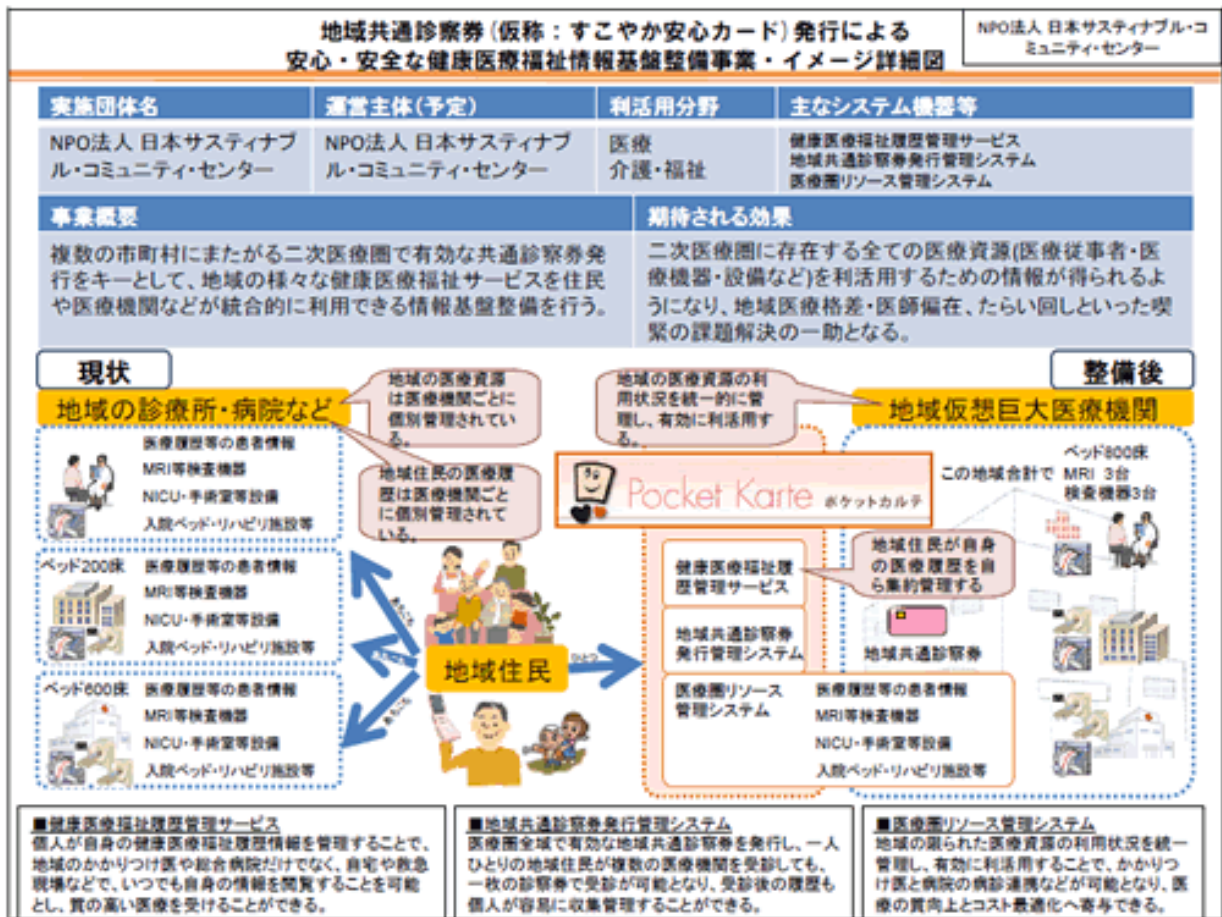 地域共通診察券(仮称：すこやか安心カード)発行による
安心・安全な健康医療福祉情報基盤整備事業・イメージ詳細図
NPO法人 日本サスティナブル・コ
ミュニティ・センター
実施団体名
運営主体(予定)
利活用分野
主なシステム機器等
NPO法人 日本サスティナブ
ル・コミュニティ・センター
NPO法人 日本サスティナブ
ル・コミュニティ・センター
医療
介護・福祉
健康医療福祉履歴管理サービス
地域共通診察券発行管理システム
医療圏リソース管理システム
事業概要
複数の市町村にまたがる二次医療圏で有効な共通診察券発
行をキーとして、地域の様々な健康医療福祉サービスを住民
や医療機関などが統合的に利用できる情報基盤整備を行う。
期待される効果
二次医療圏に存在する全ての医療資源(医療従事者・医
療機器・設備など)を利活用するための情報が得られるよ
うになり、地域医療格差・医師偏在、たらい回しといった喫
緊の課題解決の一助となる。
現状
地域の診療所・病院など
地域の医療資源
は医療機関ごとに
個別管理されてい
る。
地域住民の医療履
歴は医療機関ごと
に個別管理されて
いる。
医療履歴等の患者情報
MRI等検査機器
NICU・手術室等設備
入院ベッド・リハビリ施設等
ベッド200床
医療履歴等の患者情報
MRI等検査機器
NICU・手術室等設備
入院ベッド・リハビリ施設等
ベッド600床
医療履歴等の患者情報
MRI等検査機器
NICU・手術室等設備
入院ベッド・リハビリ施設等
あちこち
あちこち
あちこち
地域住民
ひとつ
整備後
地域仮想巨大医療機関
地域の医療資源の利
用状況を統一的に管
理し、有効に利活用す
る。
Pocket Karte ポケットカルテ
この地域合計で
ベッド800床
MRI 3台
検査機器3台
地域住民が自身
の医療履歴を自
ら集約管理する
健康医療福祉履
歴管理サービス
地域共通診察券
発行管理システム
地域共通診察券
医療圏リソース
管理システム
医療履歴等の患者情報
MRI等検査機器
NICU・手術室等設備
入院ベッド・リハビリ施設等
■健康医療福祉履歴管理サービス
個人が自身の健康医療福祉履歴情報を管理することで、
地域のかかりつけ医や総合病院だけでなく、自宅や救急
現場などで、いつでも自身の情報を閲覧することを可能
とし、質の高い医療を受けることができる。
■地域共通診察券発行管理システム
医療圏全域で有効な地域共通診察券を発行し、一人
ひとりの地域住民が複数の医療機関を受診しても、
一枚の診察券で受診が可能となり、受診後の履歴も
個人が容易に収集管理することができる。
■医療圏リソース管理システム
地域の限られた医療資源の利用状況を統一
管理し、有効に利活用することで、かかりつ
け医と病院の病診連携などが可能となり、医
療の質向上とコスト最適化へ寄与できる。